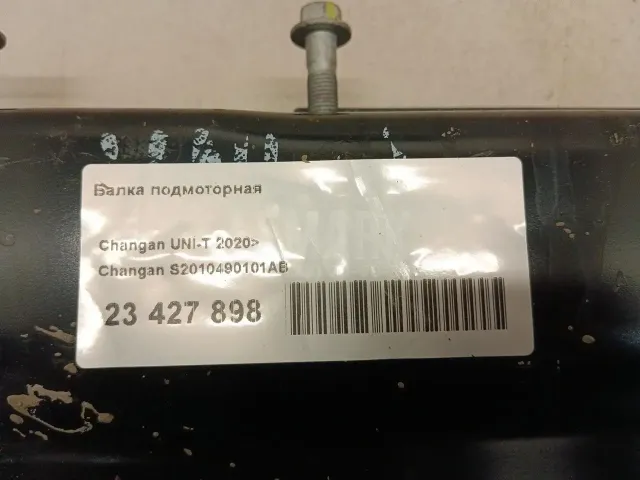 Балка подмоторная
Changan UNI-T 2020>
Changan S2010490101AB
23 427 898